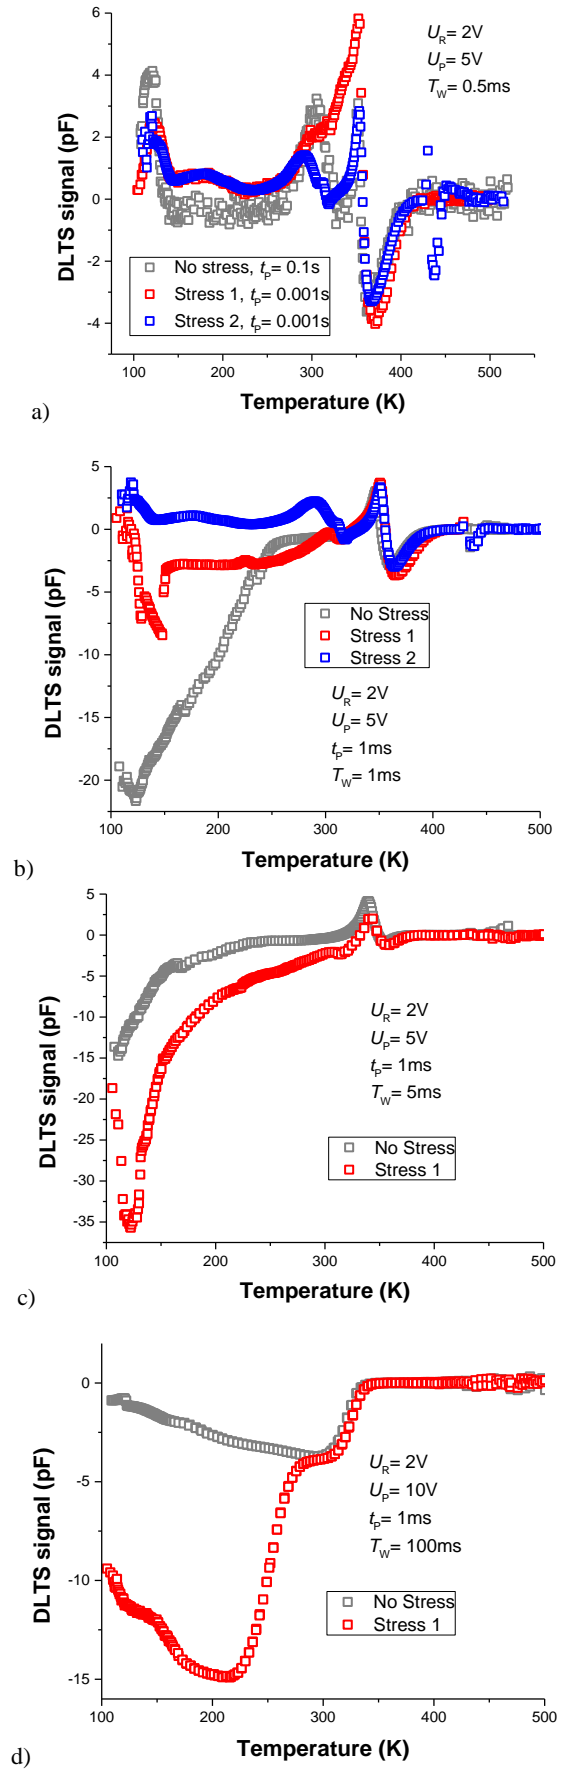 6
4
2
0
-2
-4
DLTS signal (pF)
U_R= 2V
U_P= 5V
T_W= 0.5ms
No stress, t_P= 0.1s
Stress 1, t_P= 0.001s
Stress 2, t_P= 0.001s
100 200 300 400 500
Temperature (K)
a)
5
0
-5
-10
-15
-20
DLTS signal (pF)
No Stress
Stress 1
Stress 2
U_R= 2V
U_P= 5V
t_P= 1ms
T_W= 1ms
100 200 300 400 500
Temperature (K)
b)
5
0
-5
-10
-15
-20
-25
-30
-35
DLTS signal (pF)
U_R= 2V
U_P= 5V
t_P= 1ms
T_W= 5ms
No Stress
Stress 1
100 200 300 400 500
Temperature (K)
c)
0
-5
-10
-15
DLTS signal (pF)
U_R= 2V
U_P= 10V
t_P= 1ms
T_W= 100ms
No Stress
Stress 1
100 200 300 400 500
Temperature (K)
d)